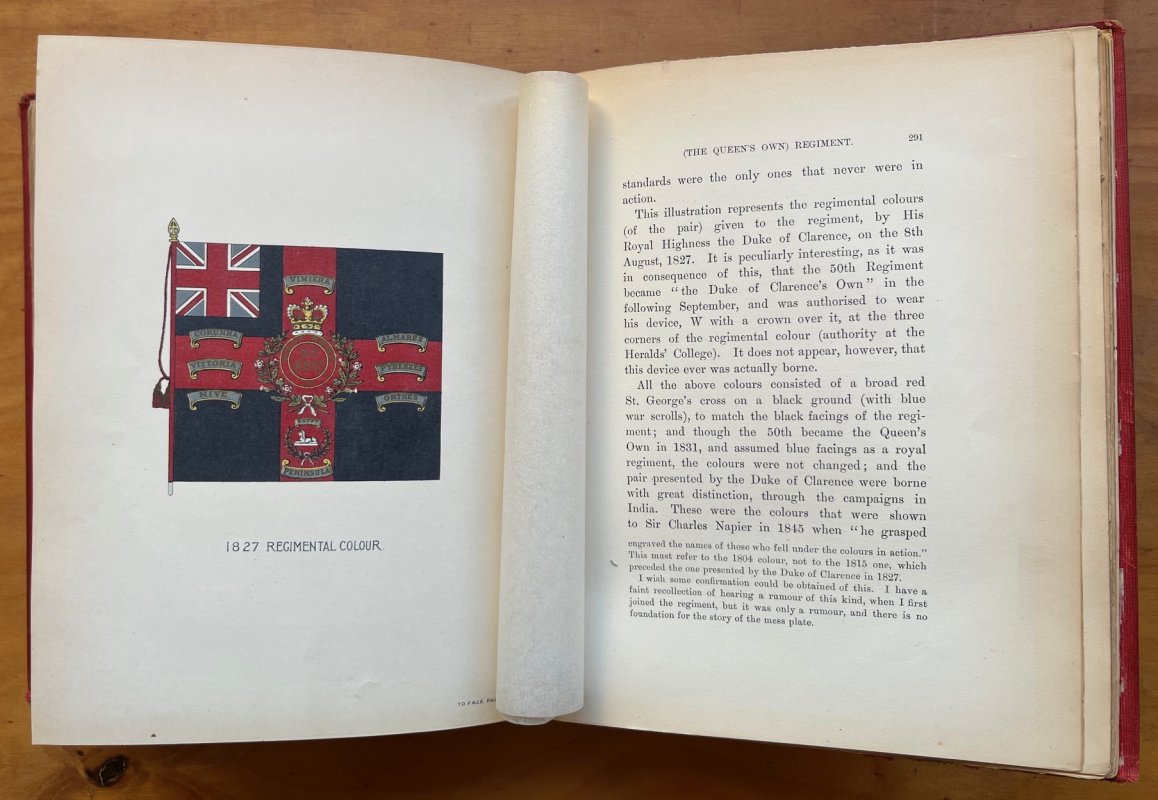 VIMIERA
CORUNNA
ALMAREZ
VITTORIA
PYRENEES
NIVE
ORTHES
EGYPT
PENINSULA
1827 REGIMENTAL COLOUR.
TO FACE
(THE QUEEN'S OWN) REGIMENT. 291
standards were the only ones that never were in
action.
This illustration represents the regimental colours
(of the pair) given to the regiment, by His
Royal Highness the Duke of Clarence, on the 8th
August, 1827. It is peculiarly interesting, as it was
in consequence of this, that the 50th Regiment
became "the Duke of Clarence's Own" in the
following September, and was authorised to wear
his device, W with a crown over it, at the three
corners of the regimental colour (authority at the
Heralds' College). It does not appear, however, that
this device ever was actually borne.
All the above colours consisted of a broad red
St. George's cross on a black ground (with blue
war scrolls), to match the black facings of the regi-
ment; and though the 50th became the Queen's
Own in 1831, and assumed blue facings as a royal
regiment, the colours were not changed; and the
pair presented by the Duke of Clarence were borne
with great distinction, through the campaigns in
India. These were the colours that were shown
to Sir Charles Napier in 1845 when "he grasped
engraved the names of those who fell under the colours in action."
This must refer to the 1804 colour, not to the 1815 one, which
preceded the one presented by the Duke of Clarence in 1827.
I wish some confirmation could be obtained of this. I have a
faint recollection of hearing a rumour of this kind, when I first
joined the regiment, but it was only a rumour, and there is no
foundation for the story of the mess plate.